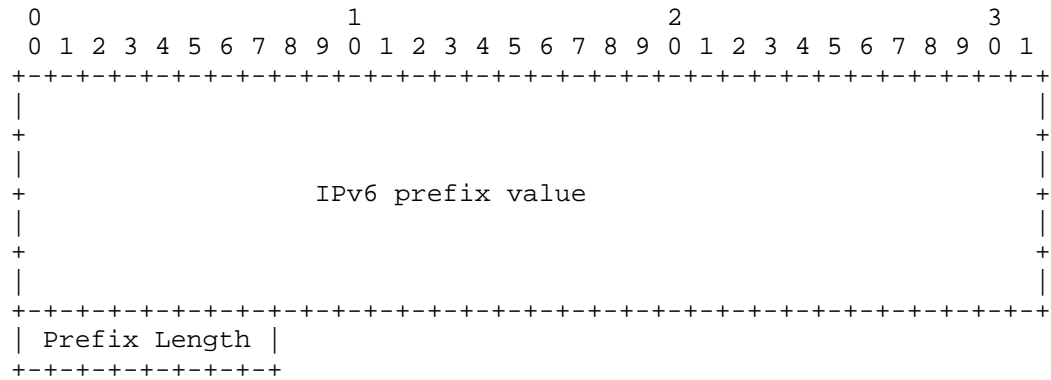 0                   1                   2                   3
 0 1 2 3 4 5 6 7 8 9 0 1 2 3 4 5 6 7 8 9 0 1 2 3 4 5 6 7 8 9 0 1
+-+-+-+-+-+-+-+-+-+-+-+-+-+-+-+-+-+-+-+-+-+-+-+-+-+-+-+-+-+-+-+-+
|                                                               |
+                                                               +
|                                                               |
+                  IPv6 prefix value                            +
|                                                               |
+                                                               +
|                                                               |
+-+-+-+-+-+-+-+-+-+-+-+-+-+-+-+-+-+-+-+-+-+-+-+-+-+-+-+-+-+-+-+-+
| Prefix Length |
+-+-+-+-+-+-+-+-+